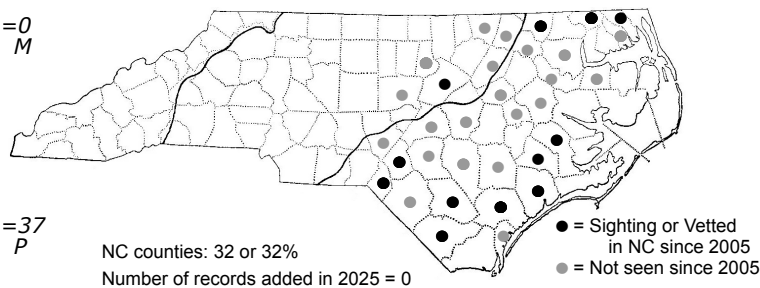 =0
M
=37
P
NC counties: 32 or 32%
Number of records added in 2025 = 0
= Sighting or Vetted
in NC since 2005
= Not seen since 2005